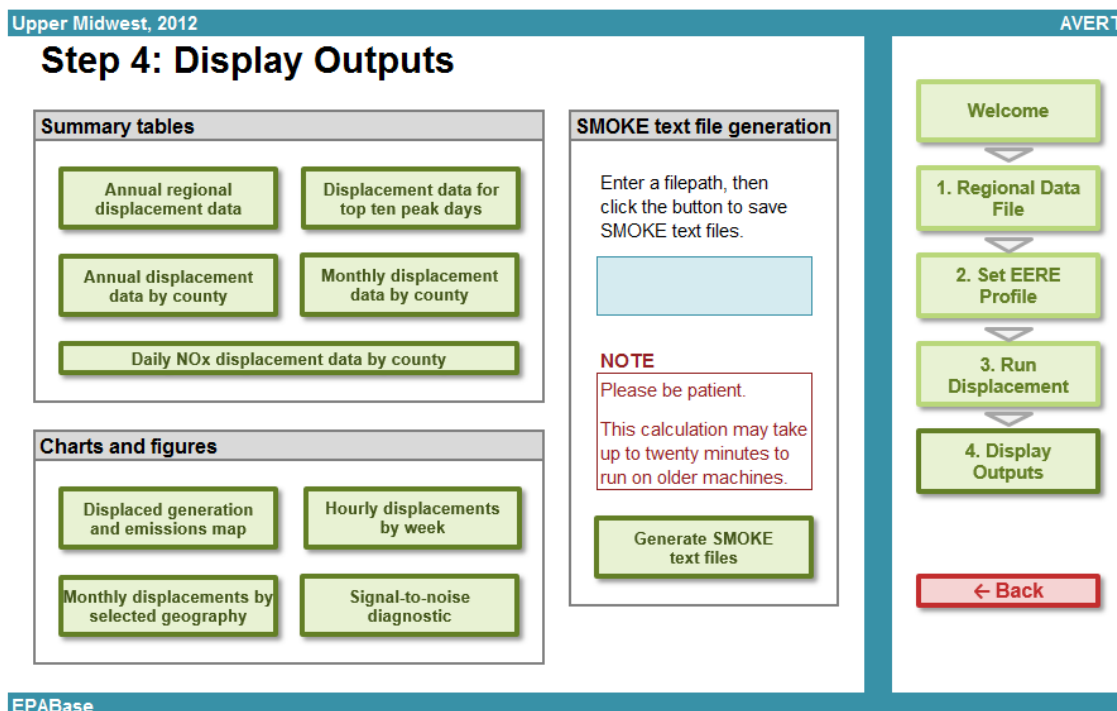 Upper Midwest, 2012
AVERT
Step 4: Display Outputs
Summary tables
Annual regional
displacement data
Displacement data for
top ten peak days
Annual displacement
data by county
Monthly displacement
data by county
Daily NOx displacement data by county
Charts and figures
Displaced generation
and emissions map
Hourly displacements
by week
Monthly displacements by
selected geography
Signal-to-noise
diagnostic
SMOKE text file generation
Enter a filepath, then
click the button to save
SMOKE text files.
NOTE
Please be patient.
This calculation may take
up to twenty minutes to
run on older machines.
Generate SMOKE
text files
Welcome
1. Regional Data
File
2. Set EERE
Profile
3. Run
Displacement
4. Display
Outputs
← Back
EPABase